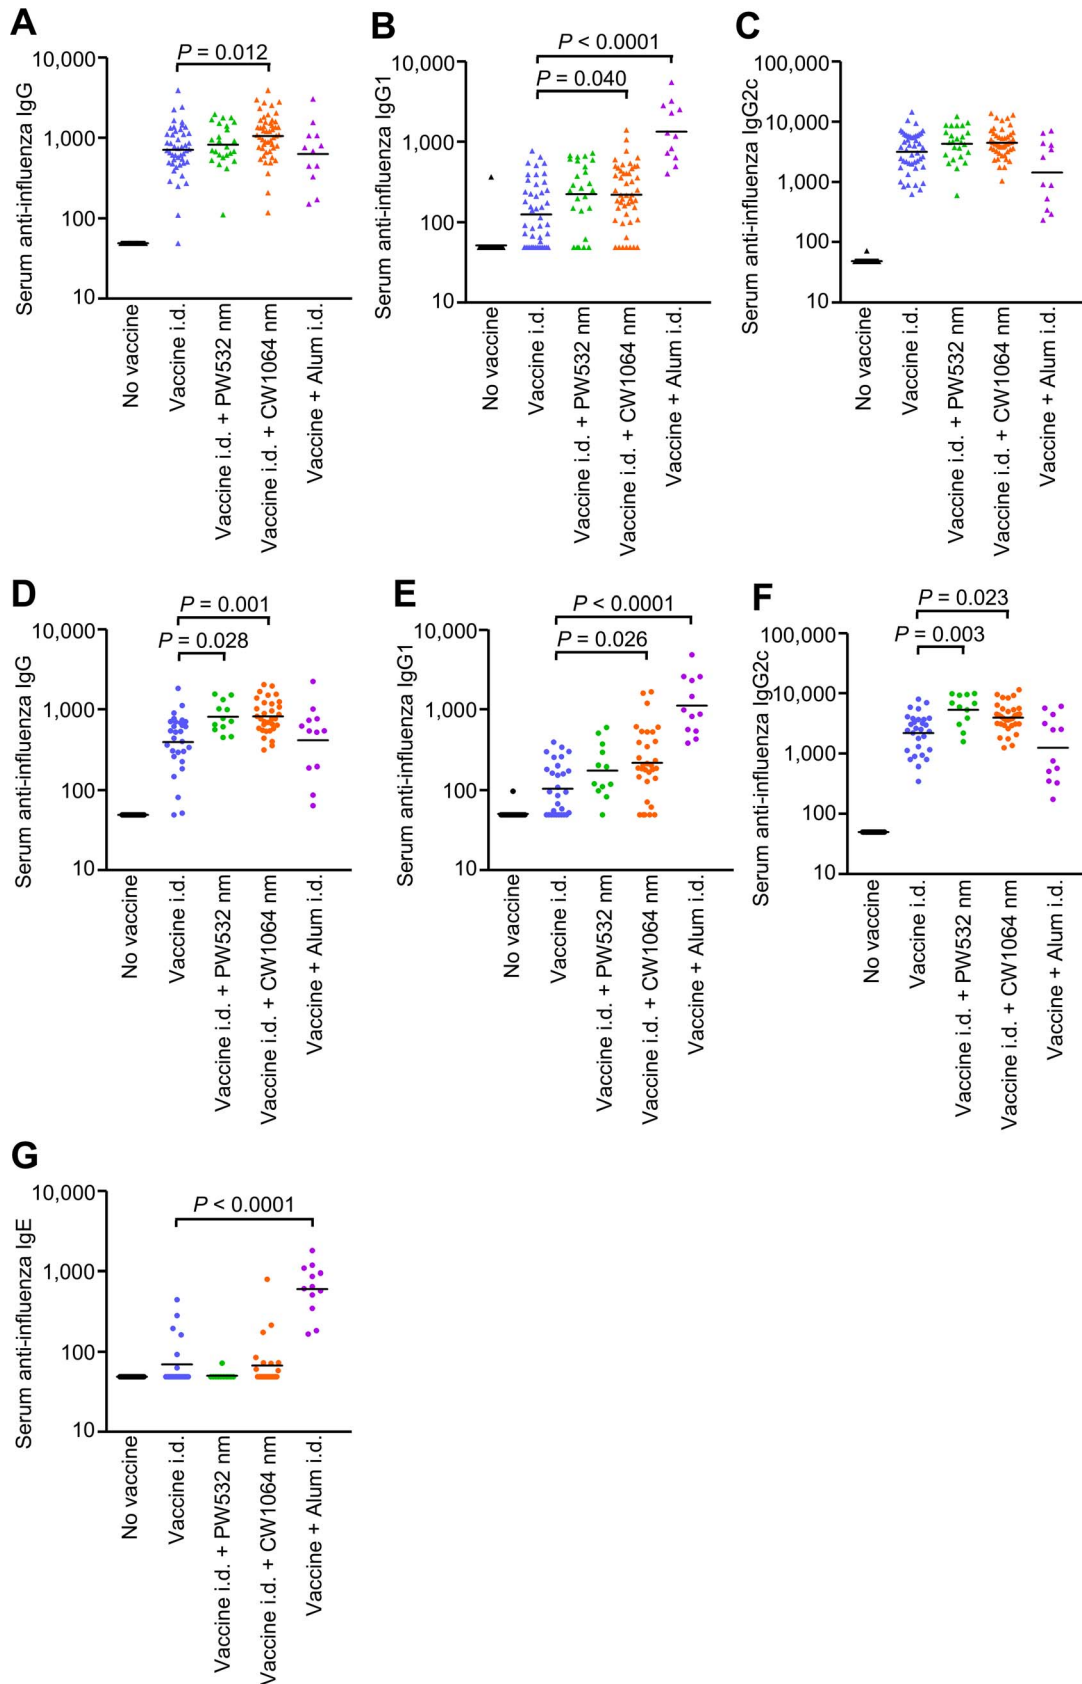 A
Serum anti-influenza IgG
10,000
1,000
100
10
P = 0.012
No vaccine
Vaccine i.d.
Vaccine i.d. + PW532 nm
Vaccine i.d. + CW1064 nm
Vaccine + Alum i.d.
B
Serum anti-influenza IgG1
10,000
1,000
100
10
P < 0.0001
P = 0.040
No vaccine
Vaccine i.d.
Vaccine i.d. + PW532 nm
Vaccine i.d. + CW1064 nm
Vaccine + Alum i.d.
C
Serum anti-influenza IgG2c
100,000
10,000
1,000
100
10
No vaccine
Vaccine i.d.
Vaccine i.d. + PW532 nm
Vaccine i.d. + CW1064 nm
Vaccine + Alum i.d.
D
Serum anti-influenza IgG
10,000
1,000
100
10
P = 0.001
P = 0.028
No vaccine
Vaccine i.d.
Vaccine i.d. + PW532 nm
Vaccine i.d. + CW1064 nm
Vaccine + Alum i.d.
E
Serum anti-influenza IgG1
10,000
1,000
100
10
P < 0.0001
P = 0.026
No vaccine
Vaccine i.d.
Vaccine i.d. + PW532 nm
Vaccine i.d. + CW1064 nm
Vaccine + Alum i.d.
F
Serum anti-influenza IgG2c
100,000
10,000
1,000
100
10
P = 0.023
P = 0.003
No vaccine
Vaccine i.d.
Vaccine i.d. + PW532 nm
Vaccine i.d. + CW1064 nm
Vaccine + Alum i.d.
G
Serum anti-influenza IgE
10,000
1,000
100
10
P < 0.0001
No vaccine
Vaccine i.d.
Vaccine i.d. + PW532 nm
Vaccine i.d. + CW1064 nm
Vaccine + Alum i.d.